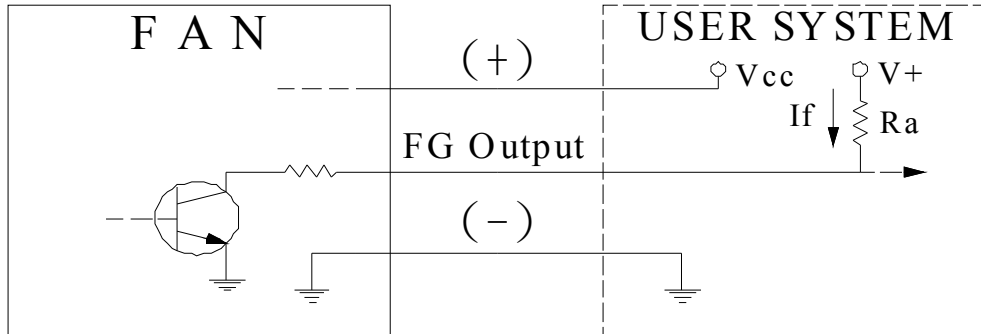 F A N
USER SYSTEM
(+)
Vcc
V+
If
Ra
FG Output
(-)